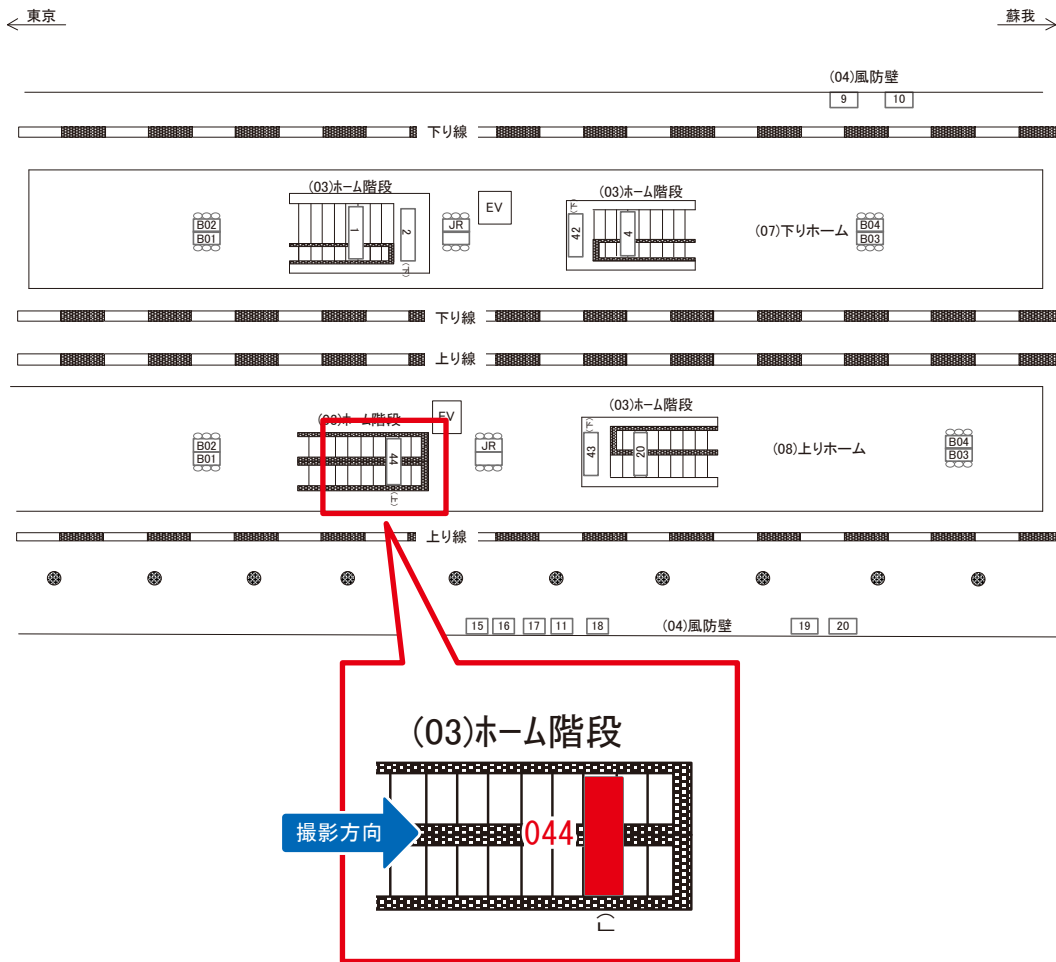 東京
蘇我
(04)風防壁
9
10
下り線
(03)ホーム階段
(03)ホーム階段
B02
B01
1
2
(下)
JR
EV
(下)
42
4
(07)下りホーム
B04
B03
下り線
上り線
(03)ホーム階段
EV
(03)ホーム階段
B02
B01
44
(上)
JR
(下)
43
20
(08)上りホーム
B04
B03
上り線
15
16
17
11
18
(04)風防壁
19
20
(03)ホーム階段
撮影方向
044